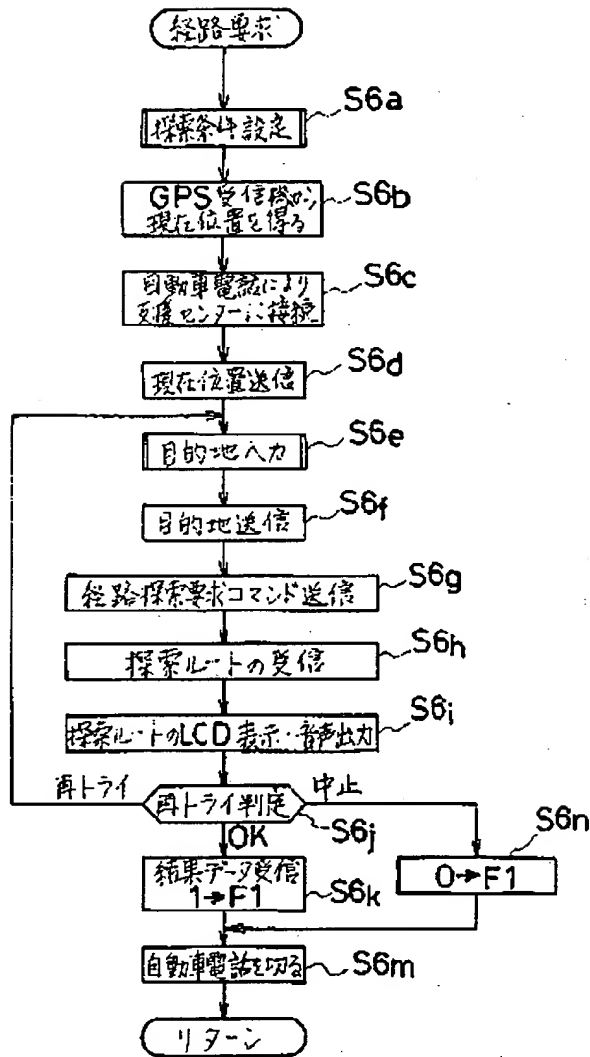 経路要求
S6a
探索条件設定
GPS受信機から
現在位置を得る
S6b
自動車電話により
支援センターに接続
S6c
現在位置送信
S6d
目的地入力
S6e
目的地送信
S6f
経路探索要求コマンド送信
S6g
探索ルートの受信
S6h
探索ルートのLCD表示・音声出力
S6i
再トライ
再トライ判定
中止
S6j
OK
結果データ受信
1→F1
S6k
S6n
0→F1
自動車電話を切る
S6m
リターン